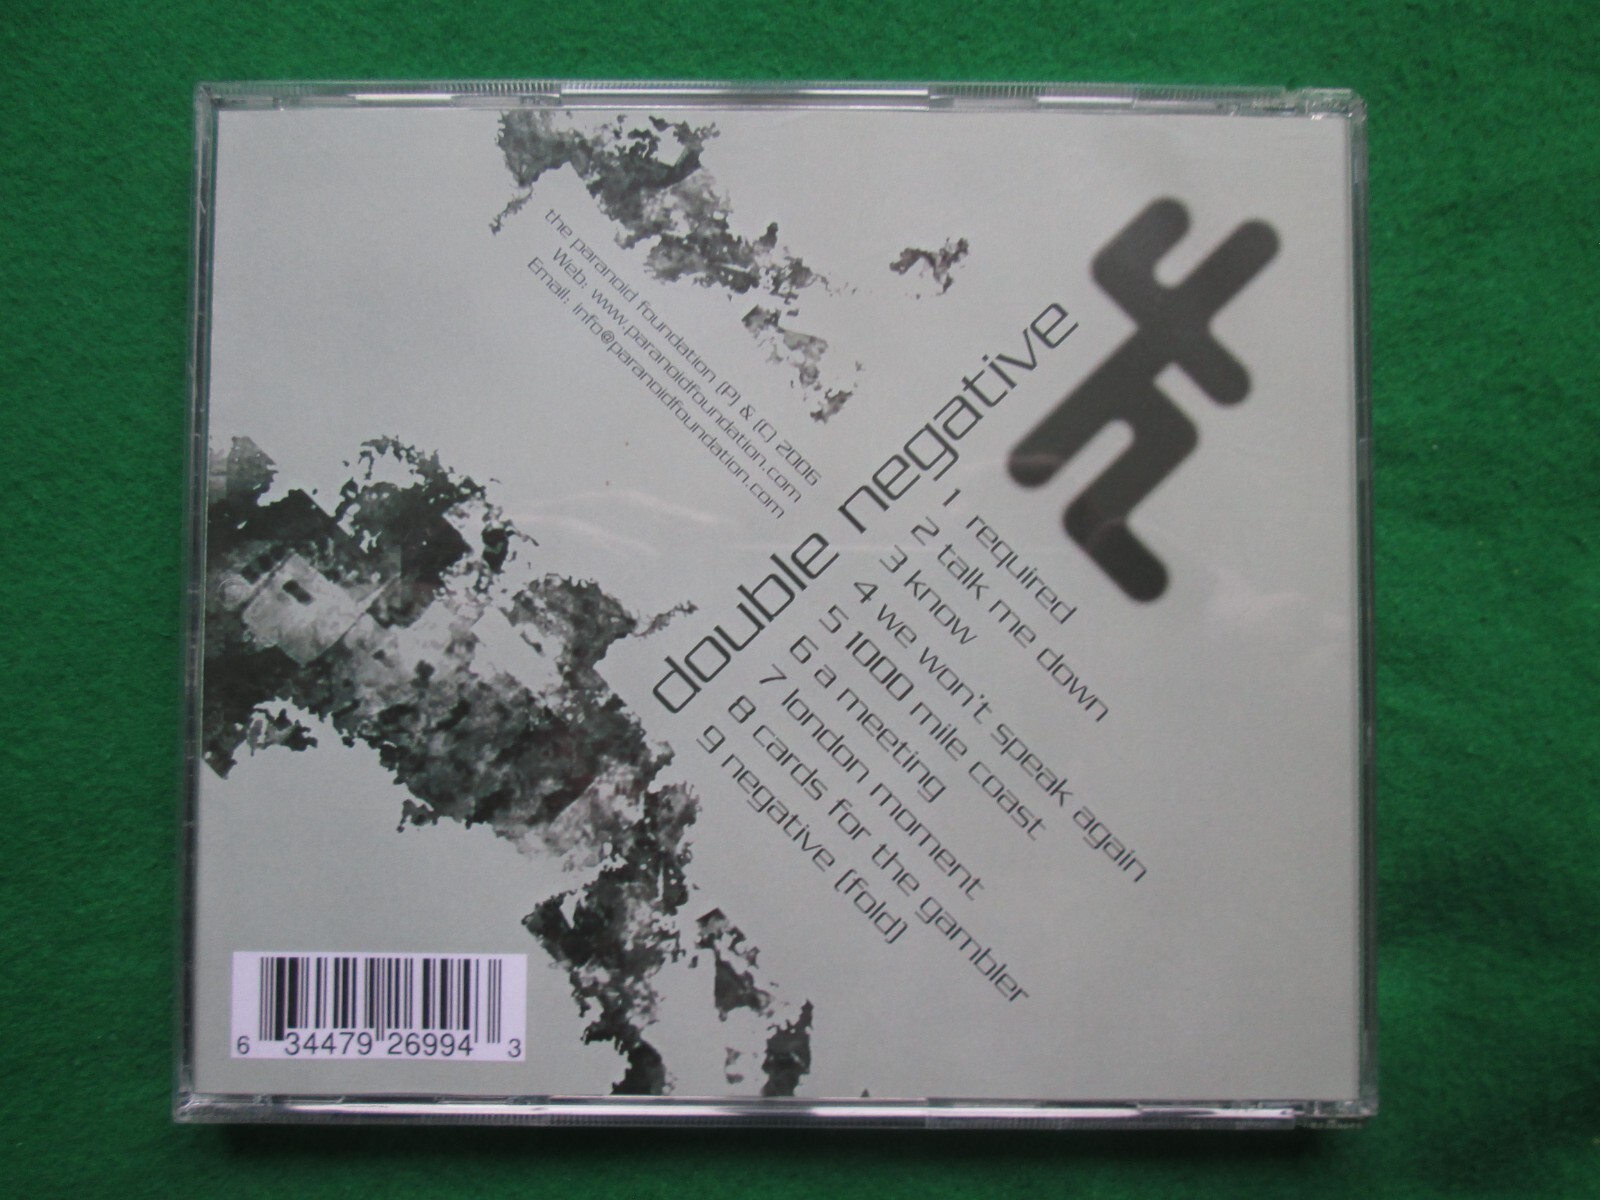 the paranoid foundation (P) & (C) 2006
Web: www.paranoidfoundation.com
Email: info@paranoidfoundation.com
double negative
1 required
2 talk me down
3 know
4 we won't speak again
5 1000 mile coast
6 a meeting
7 london moment
8 cards for the gambler
9 negative (fold)
6 34479 26994 3